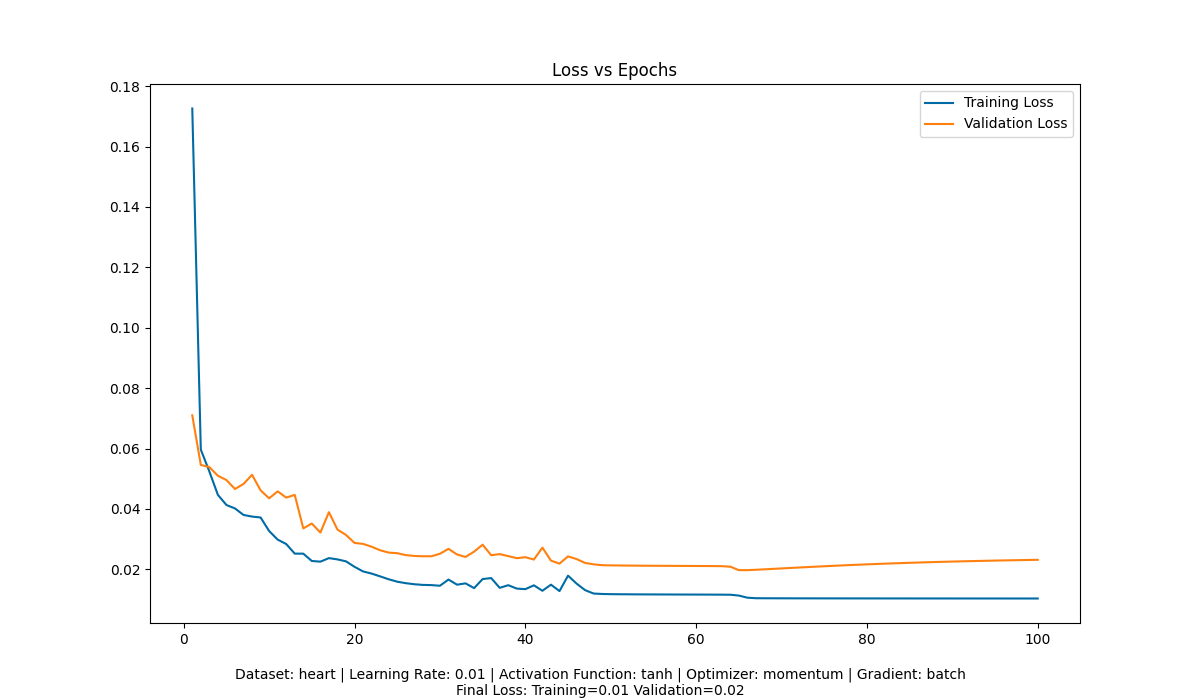 Loss vs Epochs
0.18
0.16
0.14
0.12
0.10
0.08
0.06
0.04
0.02
Training Loss
Validation Loss
0 20 40 60 80 100
Dataset: heart | Learning Rate: 0.01 | Activation Function: tanh | Optimizer: momentum | Gradient: batch
Final Loss: Training=0.01 Validation=0.02